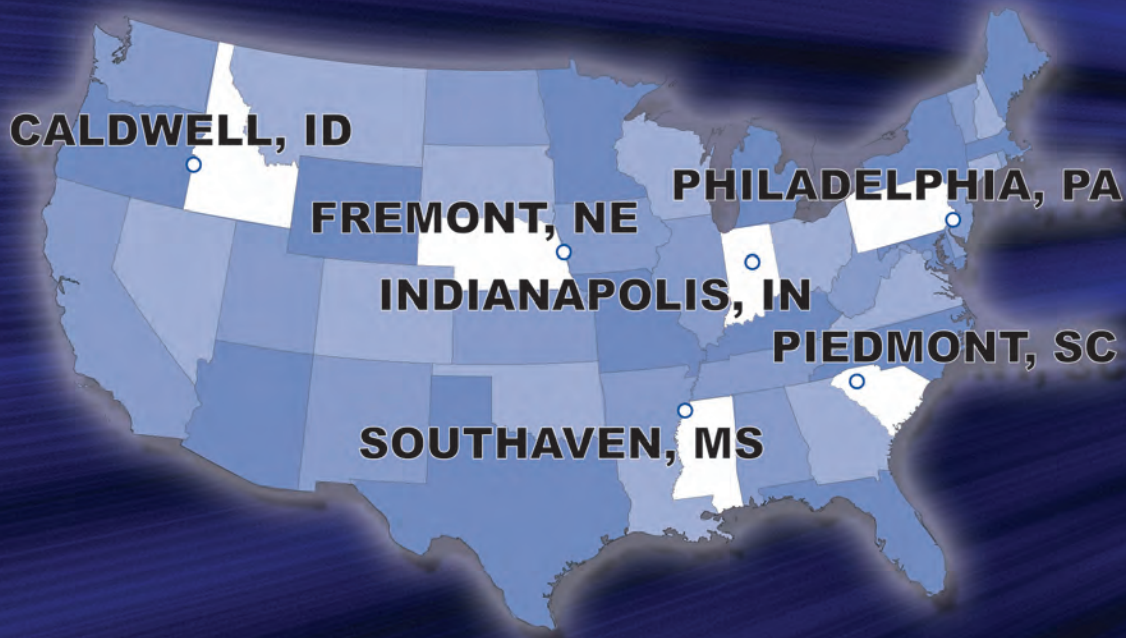 CALDWELL, ID
PHILADELPHIA, PA
FREMONT, NE
INDIANAPOLIS, IN
PIEDMONT, SC
SOUTHAVEN, MS